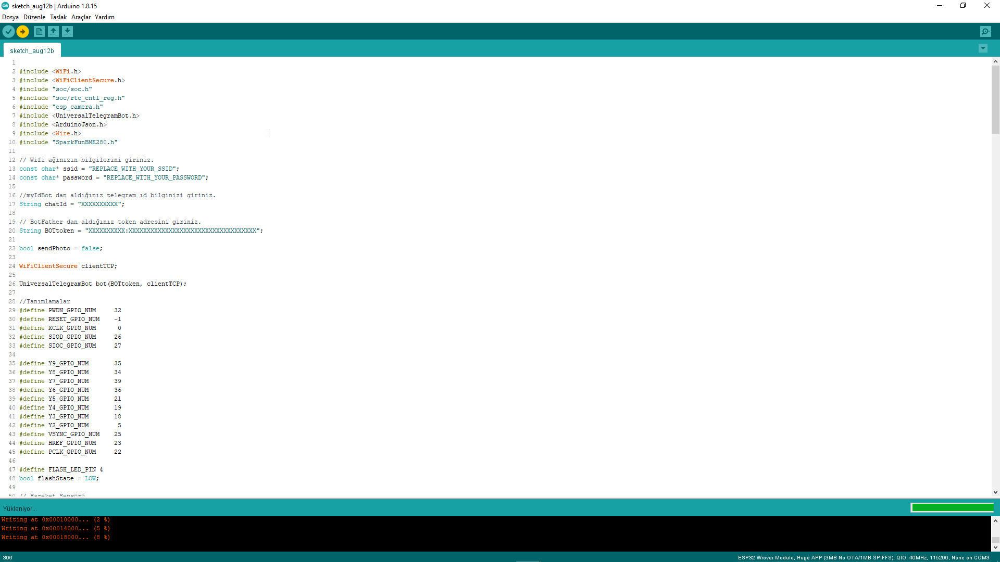 sketch_aug12b | Arduino 1.8.15
Dosya Düzenle Taslak Araçlar Yardım
sketch_aug12b
1
2 #include <WiFi.h>
3 #include <WiFiClientSecure.h>
4 #include "soc/soc.h"
5 #include "soc/rtc_cntl_reg.h"
6 #include "esp_camera.h"
7 #include <UniversalTelegramBot.h>
8 #include <ArduinoJson.h>
9 #include <Wire.h>
10 #include "SparkFunBME280.h"
11
12 // Wifi ağınızın bilgilerini giriniz.
13 const char* ssid = "REPLACE_WITH_YOUR_SSID";
14 const char* password = "REPLACE_WITH_YOUR_PASSWORD";
15
16 //myIdBot dan aldığınız telegram ıd bilginizi giriniz.
17 String chatId = "XXXXXXXXXX";
18
19 // BotFather dan aldığınız token adresini giriniz.
20 String BOTtoken = "XXXXXXXXXX:XXXXXXXXXXXXXXXXXXXXXXXXXXXXXXXXXXX";
21
22 bool sendPhoto = false;
23
24 WiFiClientSecure clientTCP;
25
26 UniversalTelegramBot bot(BOTtoken, clientTCP);
27
28 //Tanımlamalar
29 #define PWDN_GPIO_NUM     32
30 #define RESET_GPIO_NUM    -1
31 #define XCLK_GPIO_NUM      0
32 #define SIOD_GPIO_NUM     26
33 #define SIOC_GPIO_NUM     27
34
35 #define Y9_GPIO_NUM       35
36 #define Y8_GPIO_NUM       34
37 #define Y7_GPIO_NUM       39
38 #define Y6_GPIO_NUM       36
39 #define Y5_GPIO_NUM       21
40 #define Y4_GPIO_NUM       19
41 #define Y3_GPIO_NUM       18
42 #define Y2_GPIO_NUM        5
43 #define VSYNC_GPIO_NUM    25
44 #define HREF_GPIO_NUM     23
45 #define PCLK_GPIO_NUM     22
46
47 #define FLASH_LED_PIN 4
48 bool flashState = LOW;
49
50 // Hareket Sensörü
Yükleniyor...
Writing at 0x00010000... (2 %)
Writing at 0x00014000... (5 %)
Writing at 0x00018000... (8 %)
306
ESP32 Wrover Module, Huge APP (3MB No OTA/1MB SPIFFS), QIO, 40MHz, 115200, None on COM3